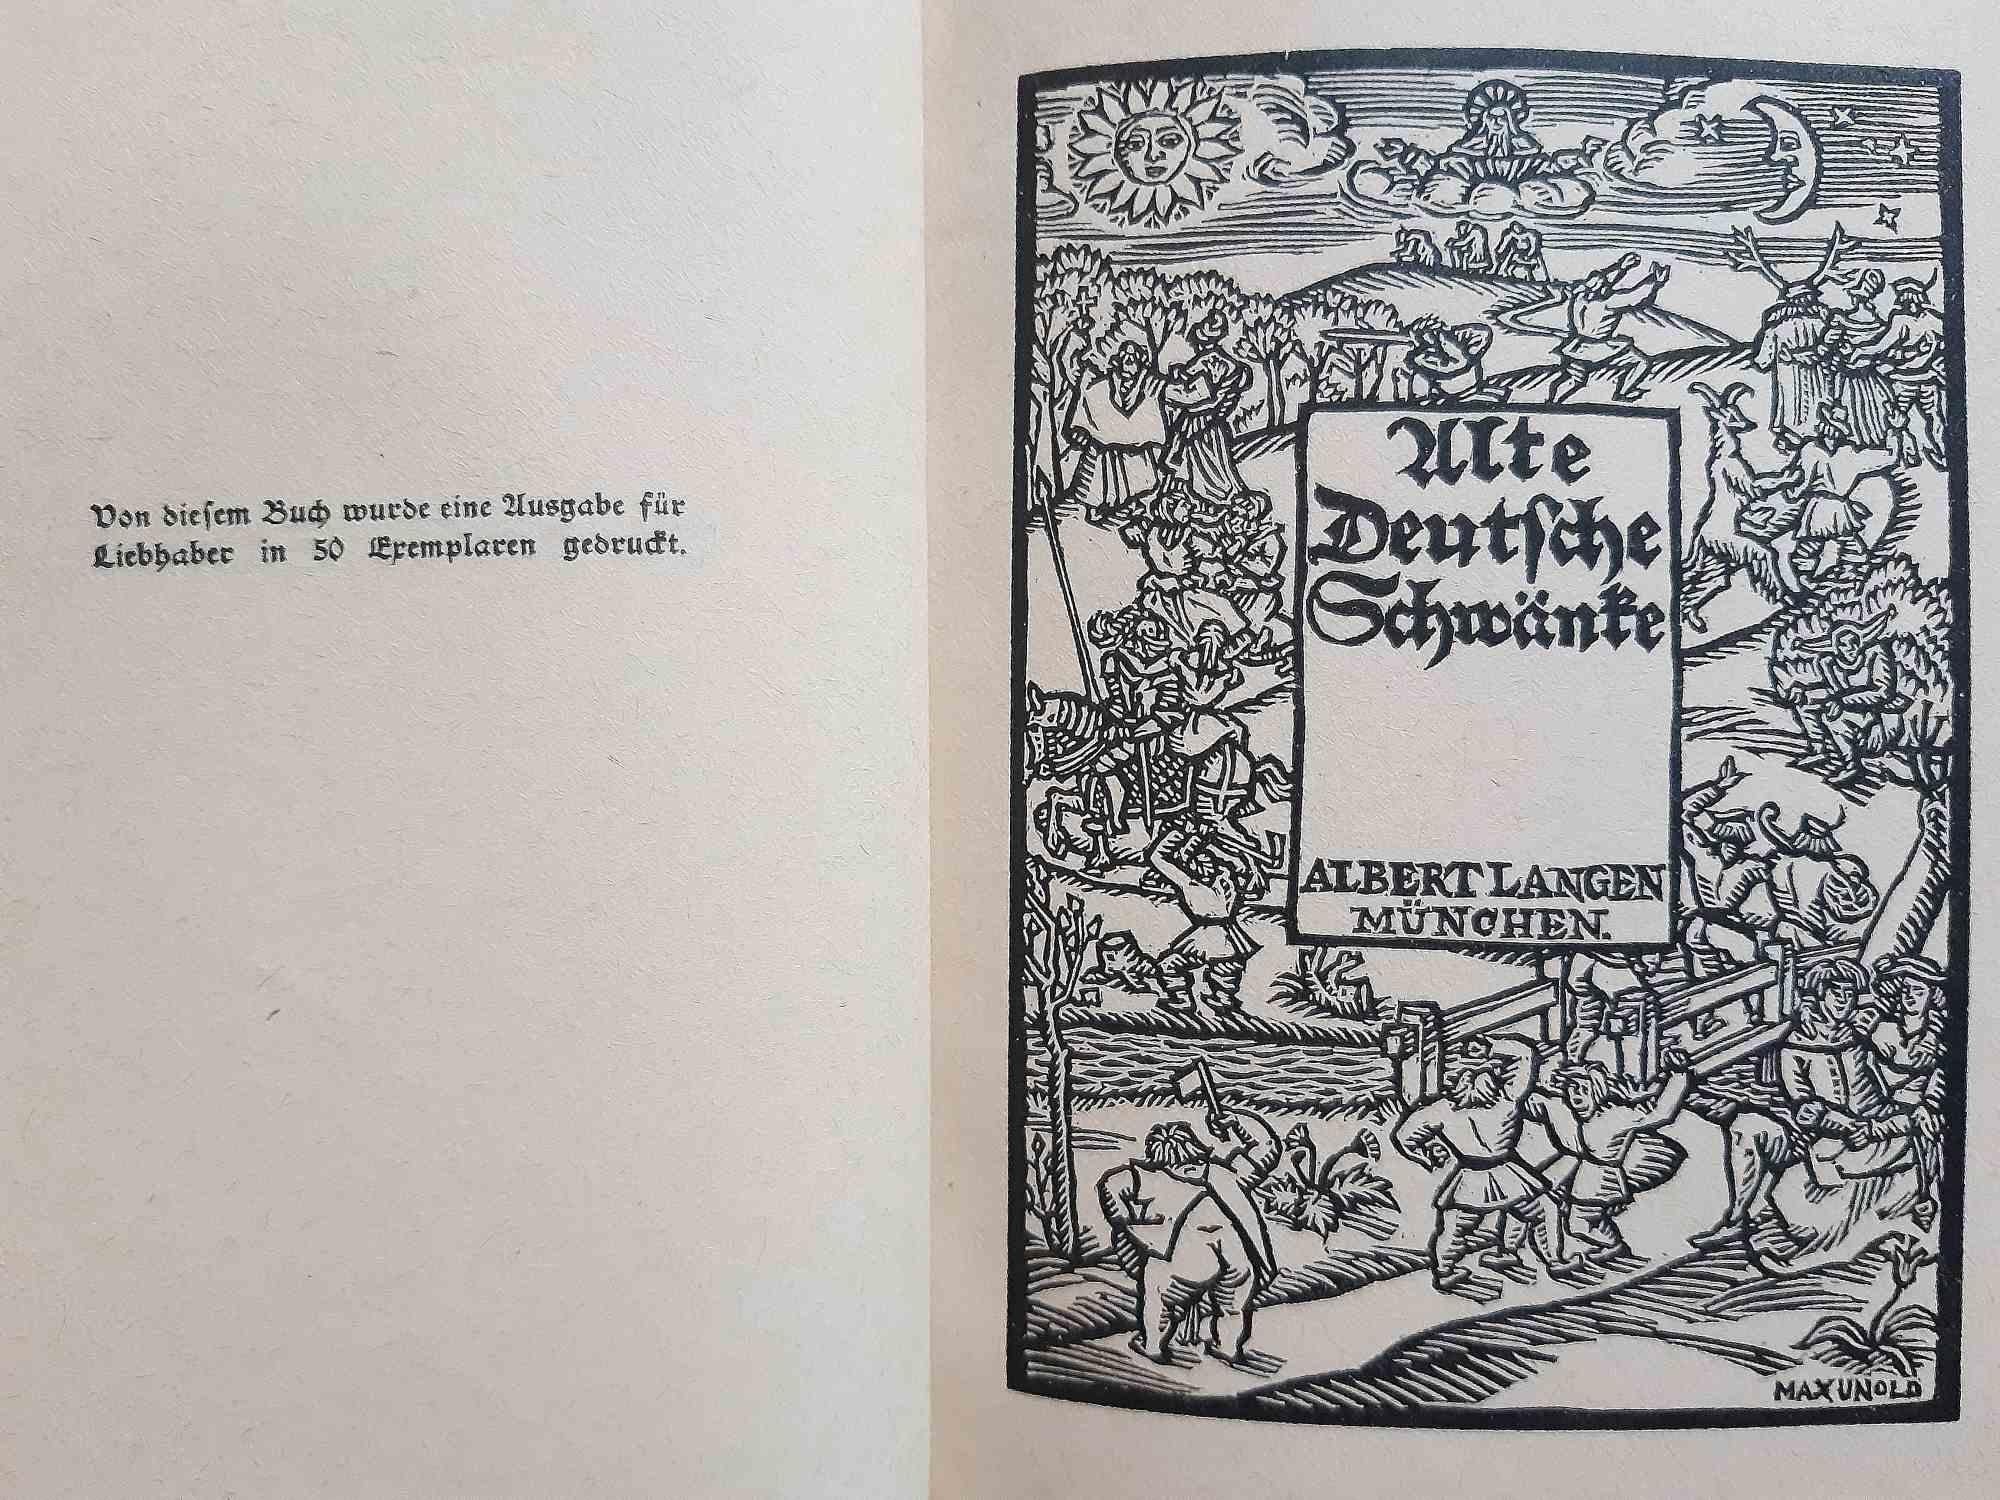 Von diesem Buch wurde eine Ausgabe für
Liebhaber in 50 Exemplaren gedruckt.
Alte
Deutsche
Schwänke
ALBERT LANGEN
MÜNCHEN.
MAX UNOLD